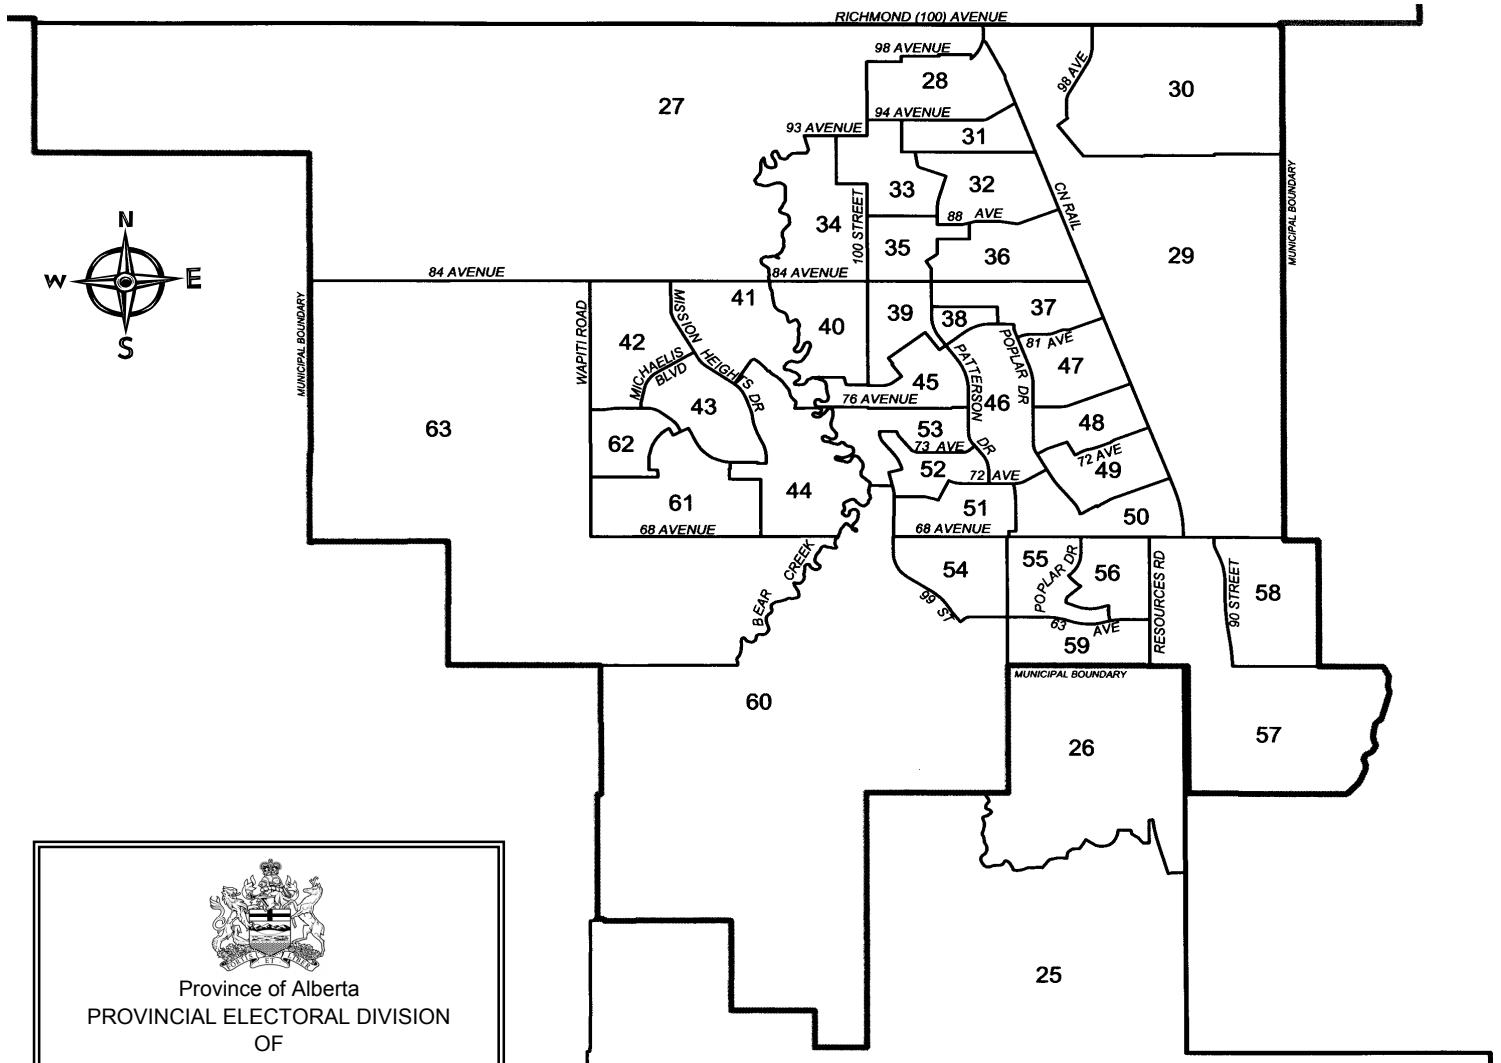 RICHMOND (100) AVENUE
98 AVENUE
28
98 AVE
30
27
94 AVENUE
93 AVENUE
31
MUNICIPAL BOUNDARY
33
32
CN RAIL
34
100 STREET
88 AVE
N
W E
S
35
36
29
84 AVENUE
84 AVENUE
MUNICIPAL BOUNDARY
WAPITI ROAD
MISSION HEIGHTS DR
41
40
39
38
37
42
MICHAELIS
BLVD
PATTERSON DR
POPLAR DR
81 AVE
47
45
43
76 AVENUE
46
63
62
53
48
73 AVE
52
72 AVE
72 AVE
49
44
61
51
50
68 AVENUE
68 AVENUE
BEAR CREEK
54
99 ST
55
POPLAR DR
56
RESOURCES RD
90 STREET
58
63 AVE
59
MUNICIPAL BOUNDARY
60
26
57
25
FORTIS ET LIBER
Province of Alberta
PROVINCIAL ELECTORAL DIVISION
OF